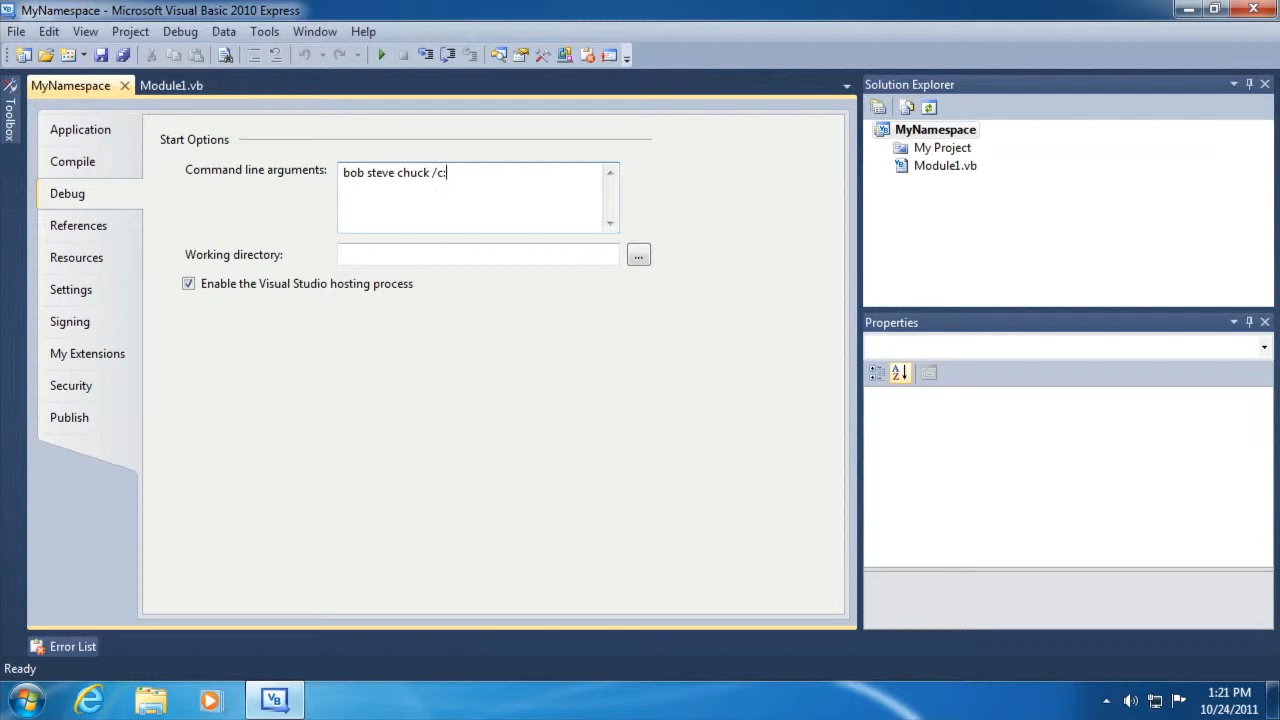 MyNamespace - Microsoft Visual Basic 2010 Express
File Edit View Project Debug Data Tools Window Help
MyNamespace Module1.vb
Toolbox
Application
Compile
Debug
References
Resources
Settings
Signing
My Extensions
Security
Publish
Start Options
Command line arguments: bob steve chuck /c:
Working directory: ...
Enable the Visual Studio hosting process
Solution Explorer
MyNamespace
My Project
Module1.vb
Properties
Error List
Ready
1:21 PM
10/24/2011